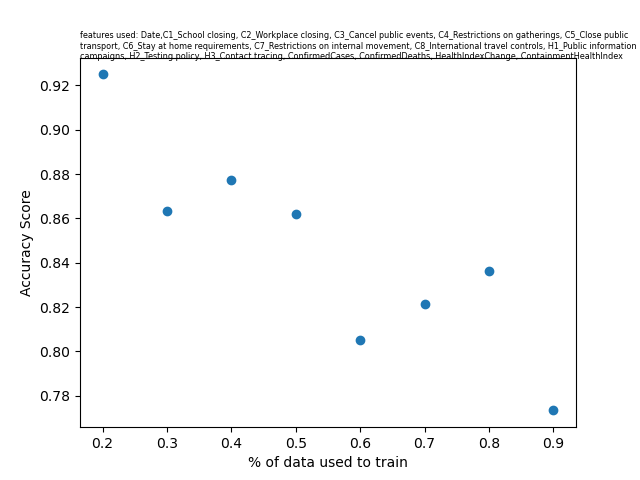 features used: Date,C1_School closing, C2_Workplace closing, C3_Cancel public events, C4_Restrictions on gatherings, C5_Close public
transport, C6_Stay at home requirements, C7_Restrictions on internal movement, C8_International travel controls, H1_Public information
campaigns, H2_Testing policy, H3_Contact tracing, ConfirmedCases, ConfirmedDeaths, HealthIndexChange, ContainmentHealthIndex
0.92
0.90
0.88
0.86
0.84
0.82
0.80
0.78
Accuracy Score
0.2 0.3 0.4 0.5 0.6 0.7 0.8 0.9
% of data used to train